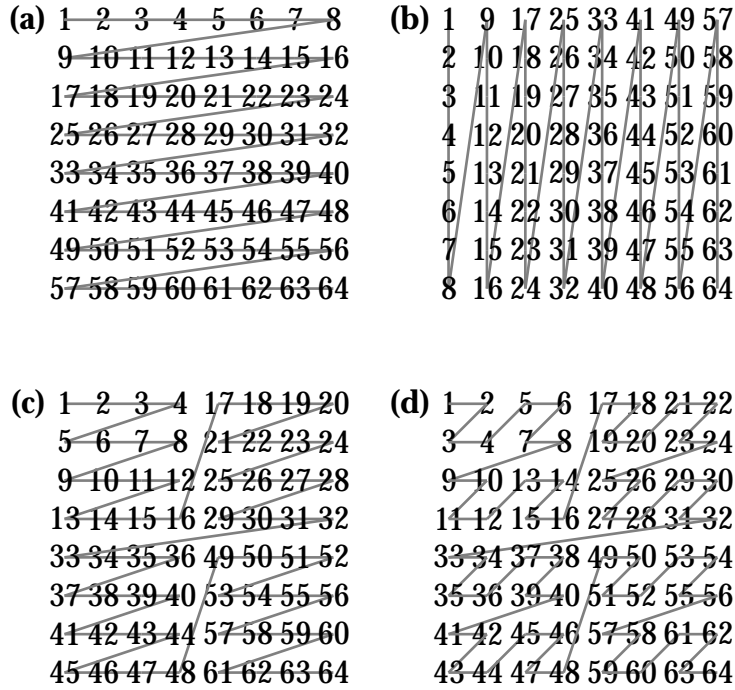 (a) 1 2 3 4 5 6 7 8
9 10 11 12 13 14 15 16
17 18 19 20 21 22 23 24
25 26 27 28 29 30 31 32
33 34 35 36 37 38 39 40
41 42 43 44 45 46 47 48
49 50 51 52 53 54 55 56
57 58 59 60 61 62 63 64
(b) 1 9 17 25 33 41 49 57
2 10 18 26 34 42 50 58
3 11 19 27 35 43 51 59
4 12 20 28 36 44 52 60
5 13 21 29 37 45 53 61
6 14 22 30 38 46 54 62
7 15 23 31 39 47 55 63
8 16 24 32 40 48 56 64
(c) 1 2 3 4 17 18 19 20
5 6 7 8 21 22 23 24
9 10 11 12 25 26 27 28
13 14 15 16 29 30 31 32
33 34 35 36 49 50 51 52
37 38 39 40 53 54 55 56
41 42 43 44 57 58 59 60
45 46 47 48 61 62 63 64
(d) 1 2 5 6 17 18 21 22
3 4 7 8 19 20 23 24
9 10 13 14 25 26 29 30
11 12 15 16 27 28 31 32
33 34 37 38 49 50 53 54
35 36 39 40 51 52 55 56
41 42 45 46 57 58 61 62
43 44 47 48 59 60 63 64